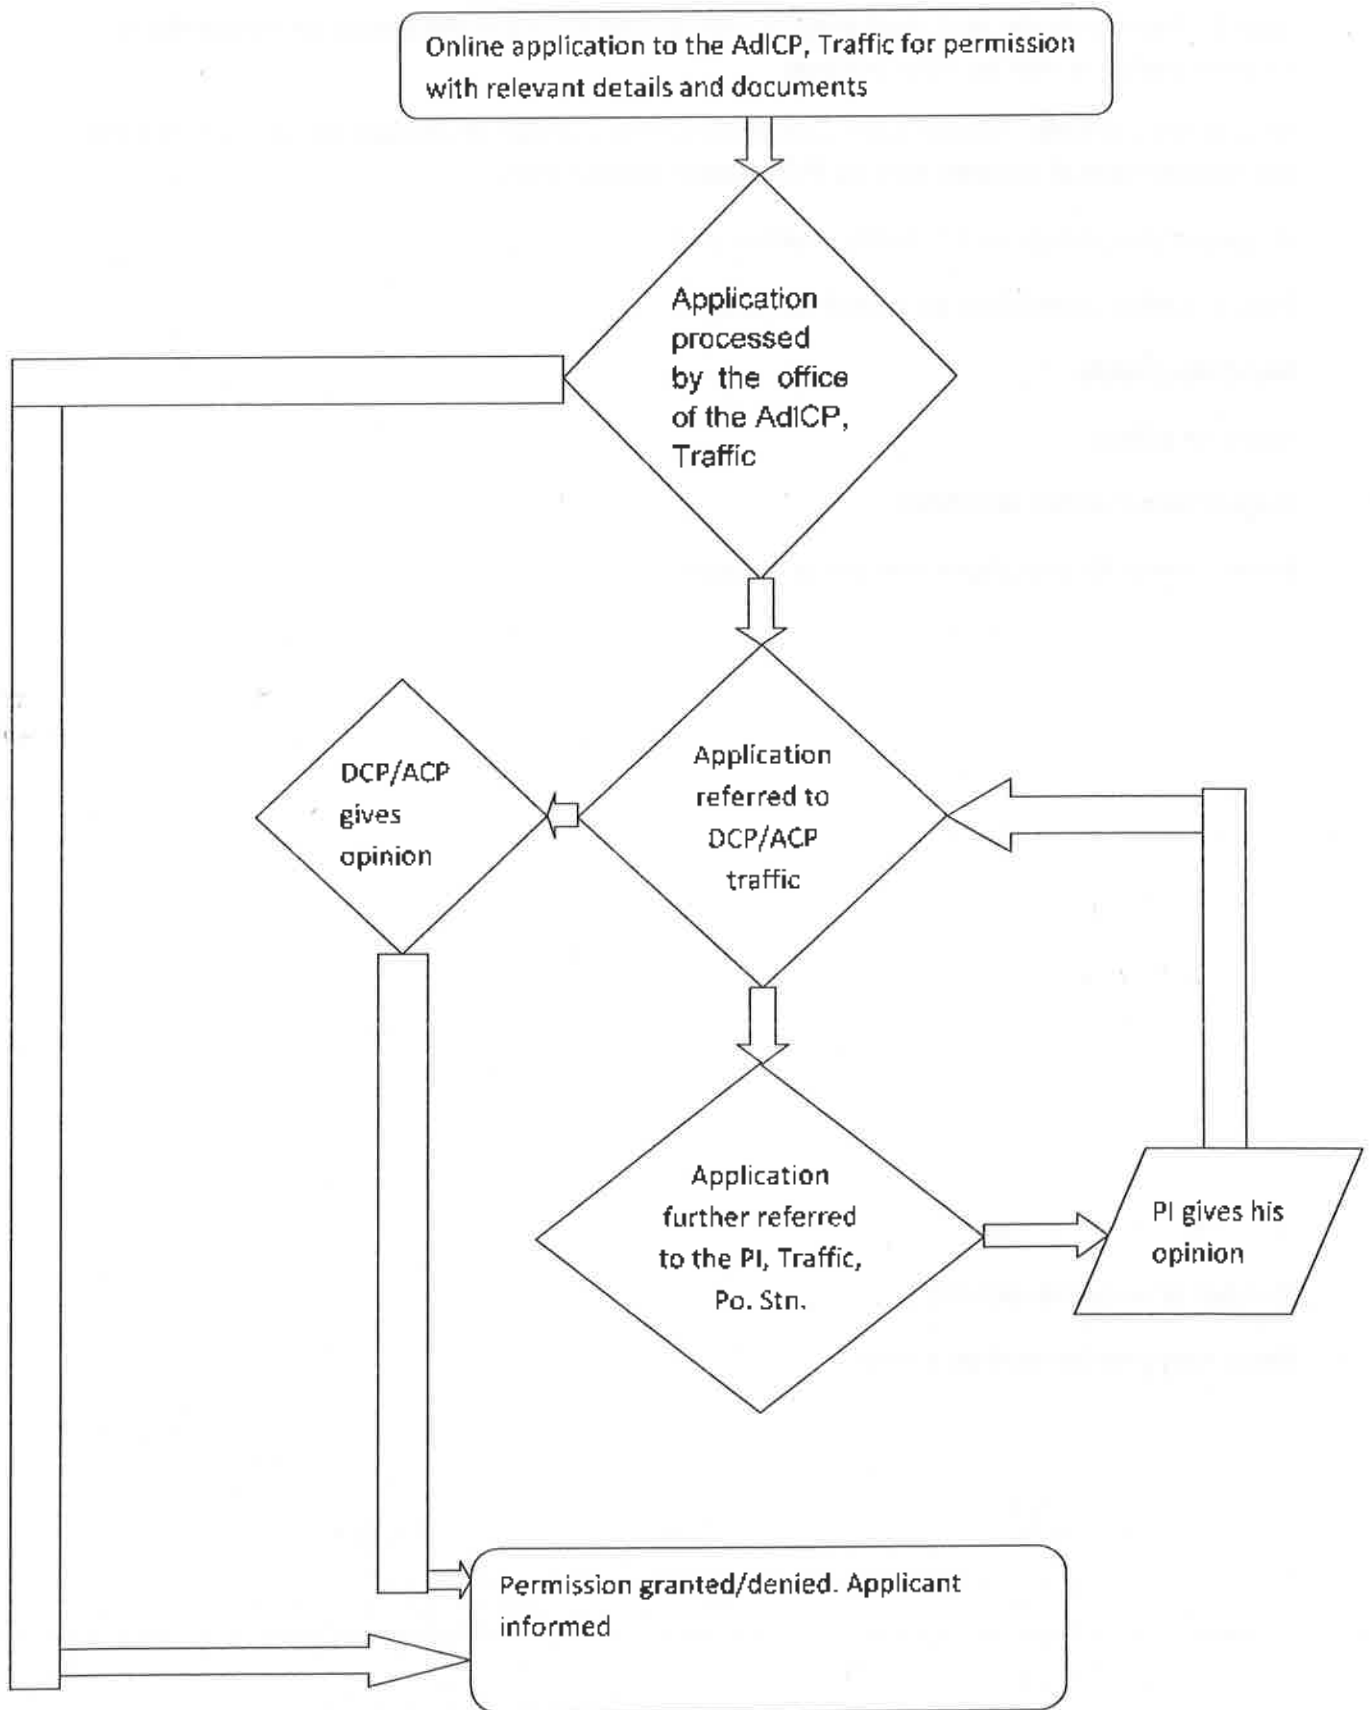 Online application to the AdlCP, Traffic for permission
with relevant details and documents
Application
processed
by the office
of the AdlCP,
Traffic
DCP/ACP
gives
opinion
Application
referred to
DCP/ACP
traffic
Application
further referred
to the PI, Traffic,
Po. Stn.
PI gives his
opinion
Permission granted/denied. Applicant
informed